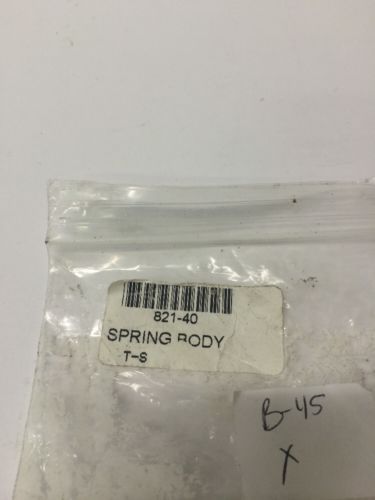 821-40
SPRING BODY
T-S
B-45
X